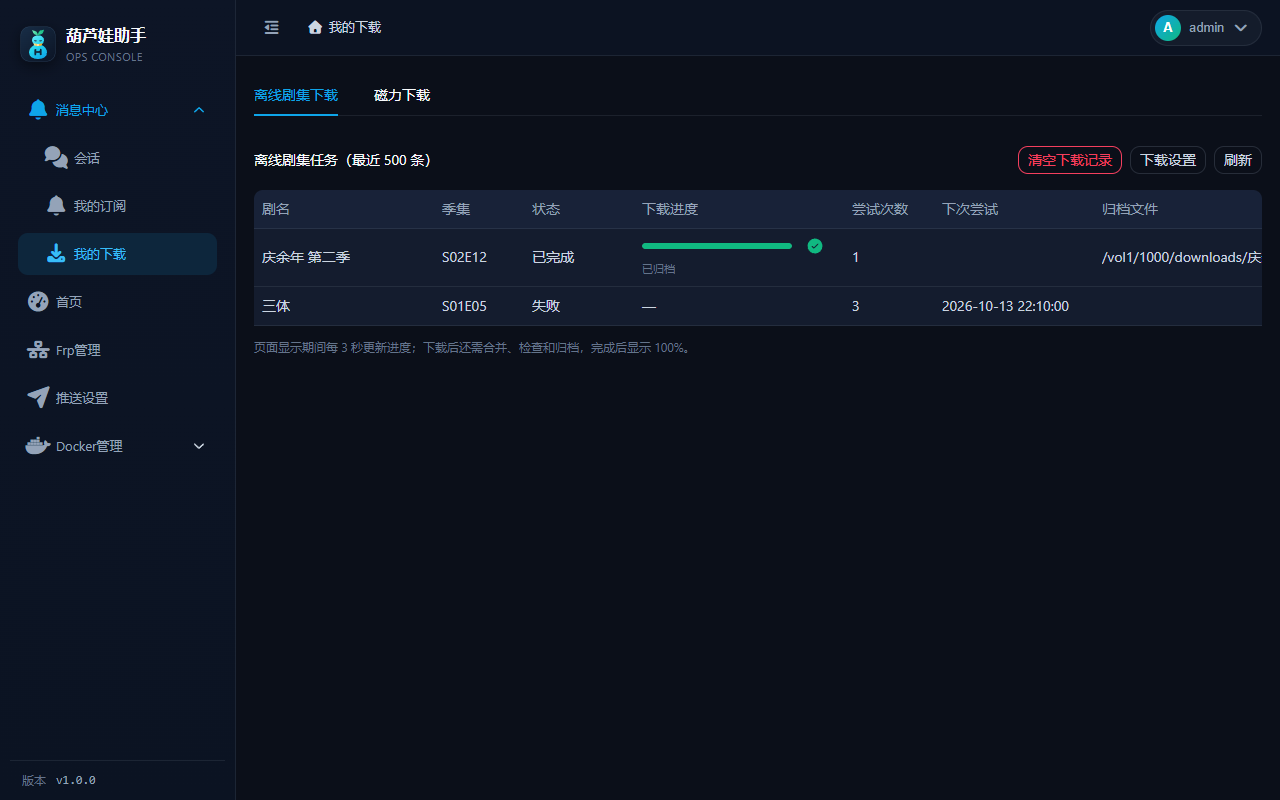 葫芦娃助手
OPS CONSOLE
消息中心
会话
我的订阅
我的下载
首页
Frp管理
推送设置
Docker管理
版本 v1.0.0
我的下载
A admin
离线剧集下载 磁力下载
离线剧集任务（最近 500 条）
清空下载记录 下载设置 刷新
剧名 季集 状态 下载进度 尝试次数 下次尝试 归档文件
庆余年 第二季 S02E12 已完成 已归档 1 /vol1/1000/downloads/庆
三体 S01E05 失败 — 3 2026-10-13 22:10:00
页面显示期间每 3 秒更新进度；下载后还需合并、检查和归档，完成后显示 100%。